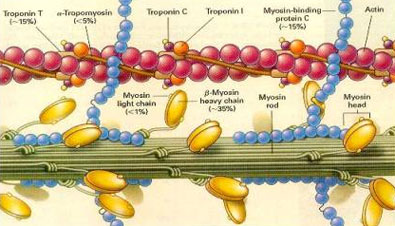 Troponin T
(~15%)
α-Tropomyosin
(<5%)
Troponin C
Troponin I
Myosin-binding
protein C
(~15%)
Actin
Myosin
light chain
(<1%)
β-Myosin
heavy chain
(~35%)
Myosin
rod
Myosin
head